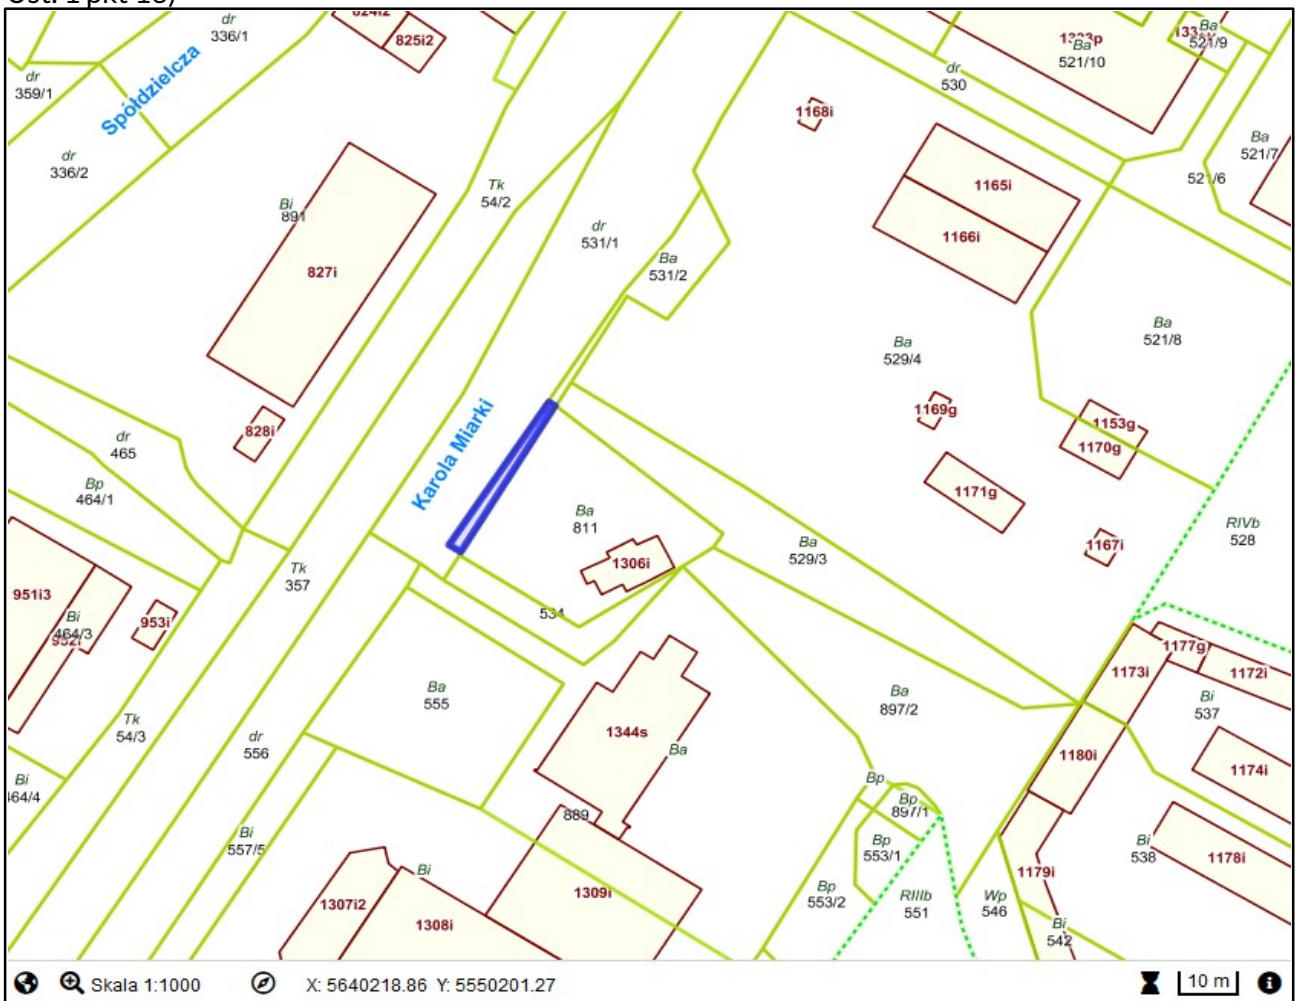 Ust. 1 pkt 18)
824i2
825i2
dr
336/1
Spółdzielcza
dr
359/1
dr
336/2
Bi
891
827i
828i
Tk
54/2
dr
531/1
Ba
531/2
1168i
dr
530
Ba
521/10
Ba
521/9
Ba
521/7
521/6
1165i
1166i
Ba
529/4
Ba
521/8
1169g
1153g
1170g
1171g
1167i
RIVb
528
dr
465
Bp
464/1
Karola Miarki
Ba
811
1306i
Ba
529/3
534
Tk
357
951i3
Bi
464/3
952i
953i
Tk
54/3
Bi
464/4
dr
556
Ba
555
1344s
Ba
Ba
897/2
1177g
1173i
1172i
Bi
537
1180i
1174i
Bi
557/5
889
Bp
Bp
897/1
Bp
553/1
Bp
553/2
RIIIb
551
Wp
546
1179i
Bi
538
1178i
Bi
542
Bi
1307i2
1308i
1309i
Skala 1:1000
X: 5640218.86 Y: 5550201.27
10 m